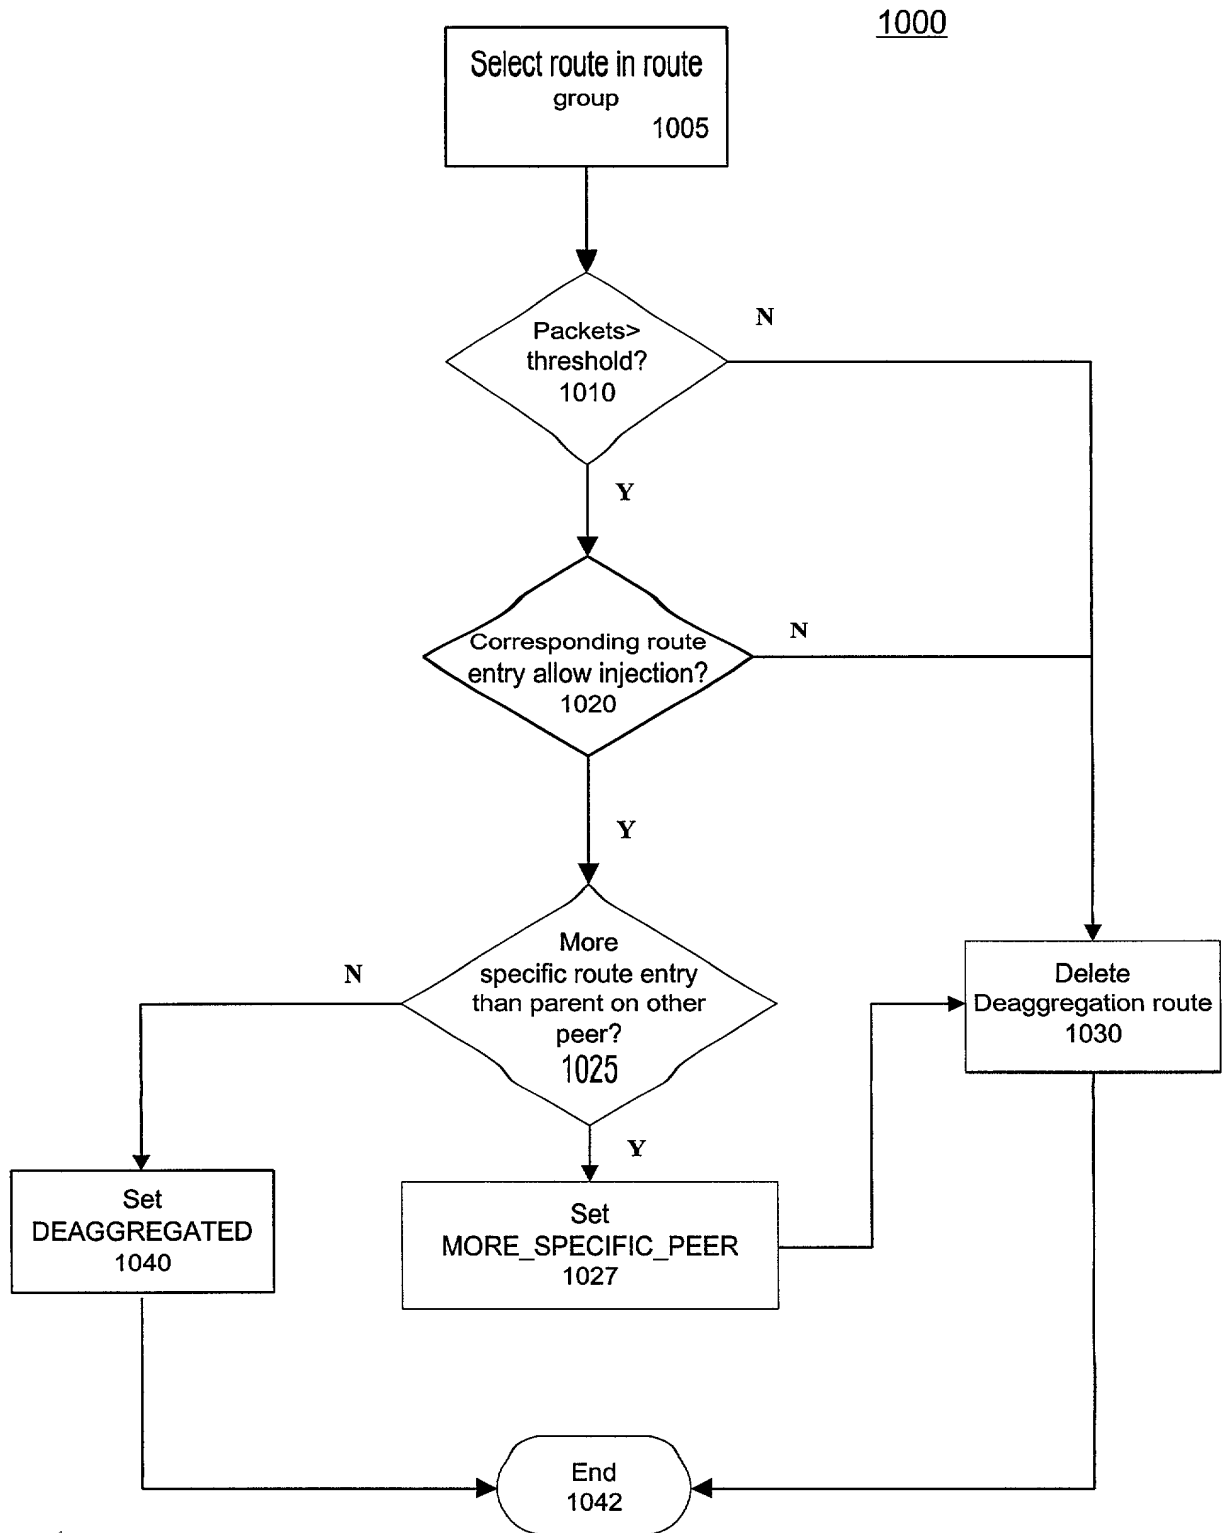 1000
Select route in route
group
1005
Packets>
threshold?
1010
N
Y
Corresponding route
entry allow injection?
1020
N
Y
More
specific route entry
than parent on other
peer?
1025
N
Y
Delete
Deaggregation route
1030
Set
DEAGGREGATED
1040
Set
MORE_SPECIFIC_PEER
1027
End
1042